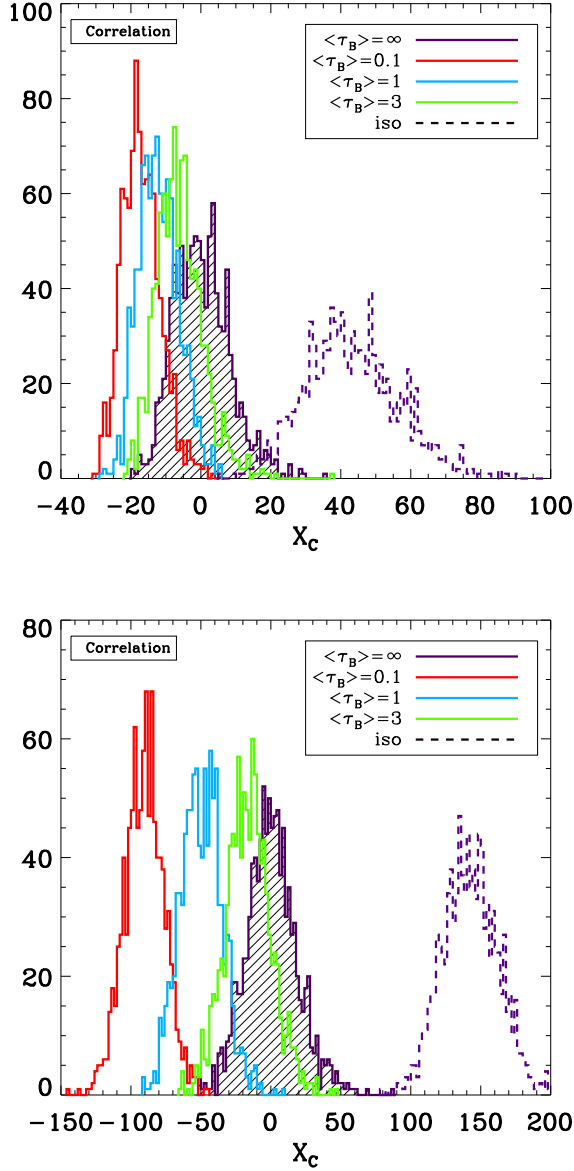 100
80
60
40
20
0
Correlation
<τB>=∞
<τB>=0.1
<τB>=1
<τB>=3
iso
-40 -20 0 20 40 60 80 100
XC
80
60
40
20
0
Correlation
<τB>=∞
<τB>=0.1
<τB>=1
<τB>=3
iso
-150 -100 -50 0 50 100 150 200
XC